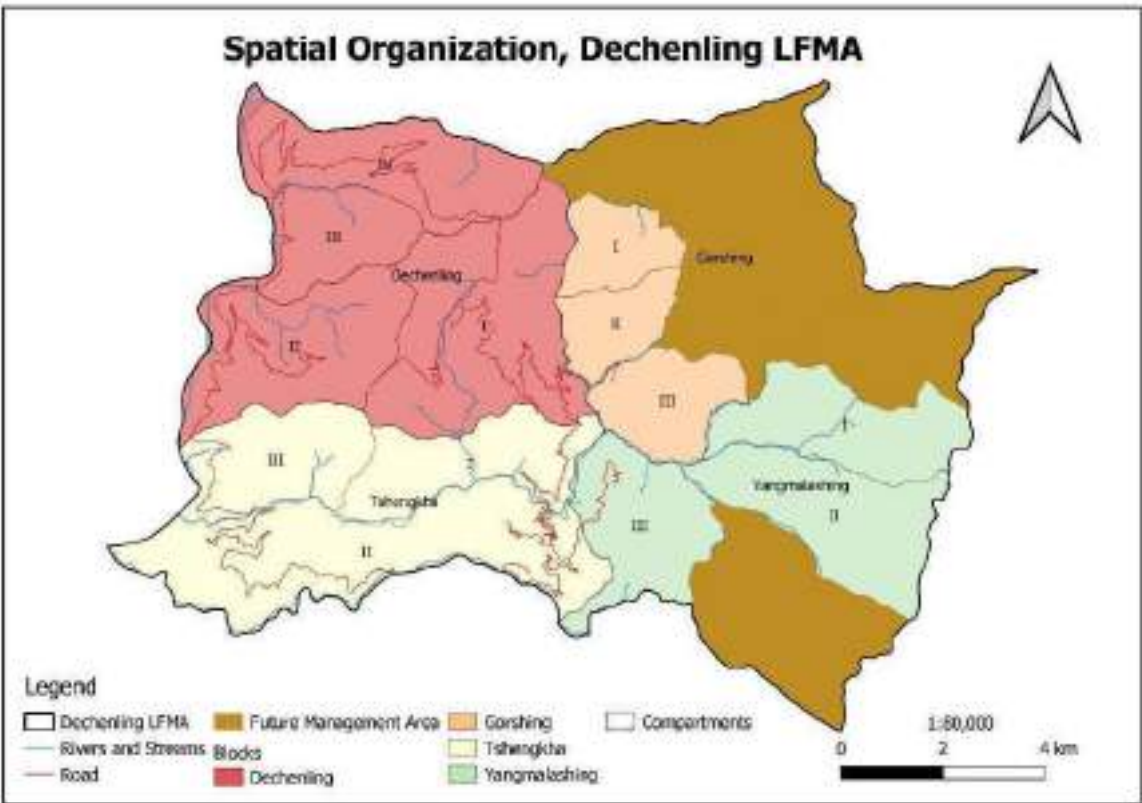 Spatial Organization, Dechenling LFMA
IV
III
I
Gorshing
Dechenling
II
I
II
III
I
III
I
Yangmalashing
Tshengkha
II
III
II
Legend
Dechenling LFMA
Future Management Area
Gorshing
Compartments
1:80,000
Rivers and Streams
Blocks
Tshengkha
0 2 4 km
Road
Dechenling
Yangmalashing